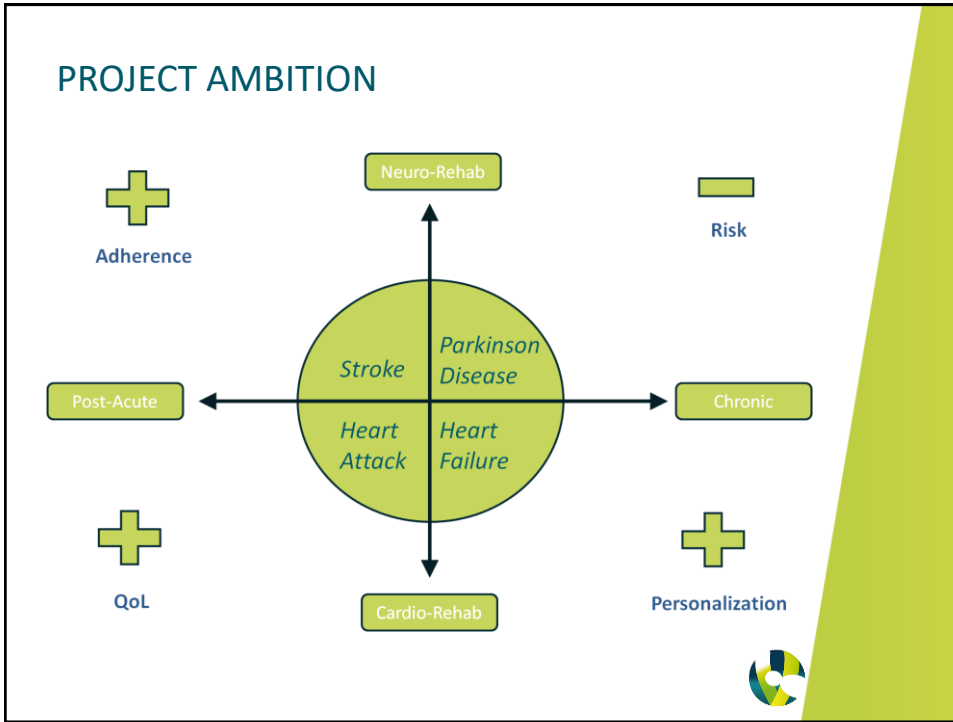 PROJECT AMBITION
Neuro-Rehab
Risk
Adherence
Stroke
Parkinson
Disease
Post-Acute
Chronic
Heart
Attack
Heart
Failure
QoL
Cardio-Rehab
Personalization